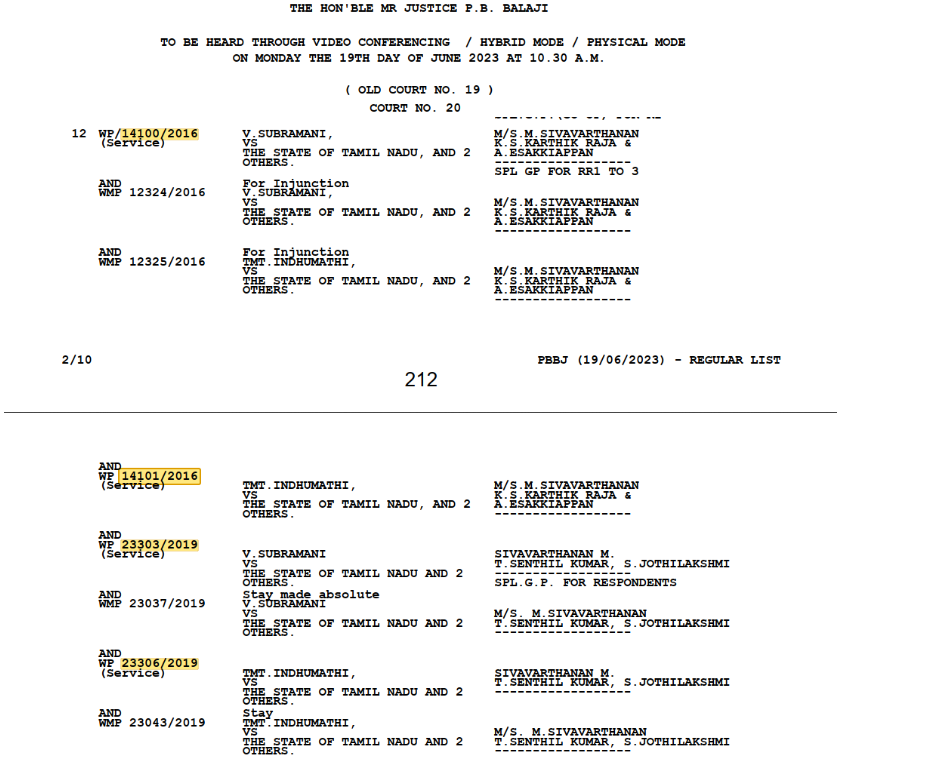 THE HON'BLE MR JUSTICE P.B. BALAJI
TO BE HEARD THROUGH VIDEO CONFERENCING / HYBRID MODE / PHYSICAL MODE
ON MONDAY THE 19TH DAY OF JUNE 2023 AT 10.30 A.M.
( OLD COURT NO. 19 )
COURT NO. 20
12 WP/14100/2016 V.SUBRAMANI, M/S.M.SIVAVARTHANAN
(Service) VS K.S.KARTHIK RAJA &
THE STATE OF TAMIL NADU, AND 2 A.ESAKKIAPPAN
OTHERS. ------------------
SPL GP FOR RR1 TO 3
AND For Injunction
WMP 12324/2016 V.SUBRAMANI,
VS M/S.M.SIVAVARTHANAN
THE STATE OF TAMIL NADU, AND 2 K.S.KARTHIK RAJA &
OTHERS. A.ESAKKIAPPAN
------------------
AND For Injunction
WMP 12325/2016 TMT.INDHUMATHI,
VS M/S.M.SIVAVARTHANAN
THE STATE OF TAMIL NADU, AND 2 K.S.KARTHIK RAJA &
OTHERS. A.ESAKKIAPPAN
------------------
2/10 PBBJ (19/06/2023) - REGULAR LIST
212
AND
WP 14101/2016
(Service) TMT.INDHUMATHI, M/S.M.SIVAVARTHANAN
VS K.S.KARTHIK RAJA &
THE STATE OF TAMIL NADU, AND 2 A.ESAKKIAPPAN
OTHERS. ------------------
AND
WP 23303/2019
(Service) V.SUBRAMANI SIVAVARTHANAN M.
VS T.SENTHIL KUMAR, S.JOTHILAKSHMI
THE STATE OF TAMIL NADU AND 2 ------------------
OTHERS. SPL.G.P. FOR RESPONDENTS
AND Stay made absolute
WMP 23037/2019 V.SUBRAMANI
VS M/S. M.SIVAVARTHANAN
THE STATE OF TAMIL NADU AND 2 T.SENTHIL KUMAR, S.JOTHILAKSHMI
OTHERS. ------------------
AND
WP 23306/2019
(Service) TMT.INDHUMATHI, SIVAVARTHANAN M.
VS T.SENTHIL KUMAR, S.JOTHILAKSHMI
THE STATE OF TAMIL NADU AND 2 ------------------
OTHERS.
AND Stay
WMP 23043/2019 TMT.INDHUMATHI,
VS M/S. M.SIVAVARTHANAN
THE STATE OF TAMIL NADU AND 2 T.SENTHIL KUMAR, S.JOTHILAKSHMI
OTHERS. ------------------